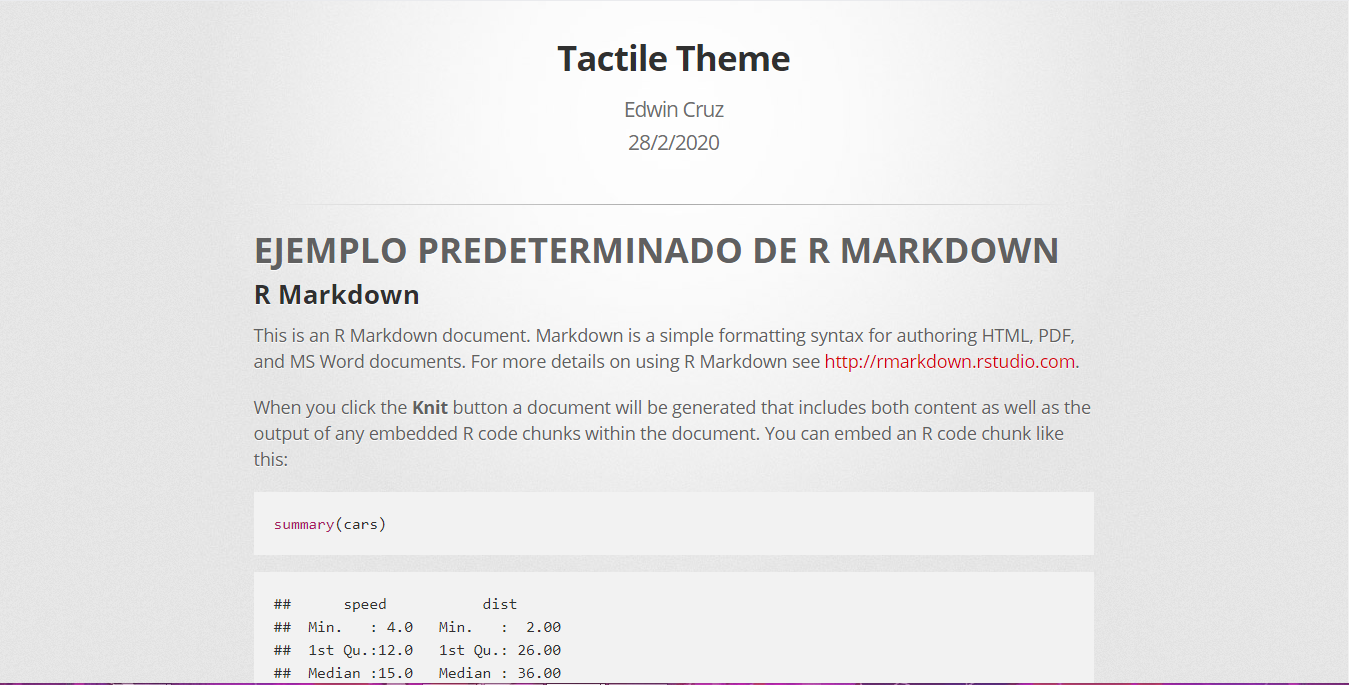 Tactile Theme
Edwin Cruz
28/2/2020
EJEMPLO PREDETERMINADO DE R MARKDOWN
R Markdown
This is an R Markdown document. Markdown is a simple formatting syntax for authoring HTML, PDF,
and MS Word documents. For more details on using R Markdown see http://rmarkdown.rstudio.com.
When you click the Knit button a document will be generated that includes both content as well as the
output of any embedded R code chunks within the document. You can embed an R code chunk like
this:
summary(cars)
##      speed           dist
##  Min.   : 4.0   Min.   :  2.00
##  1st Qu.:12.0   1st Qu.: 26.00
##  Median :15.0   Median : 36.00